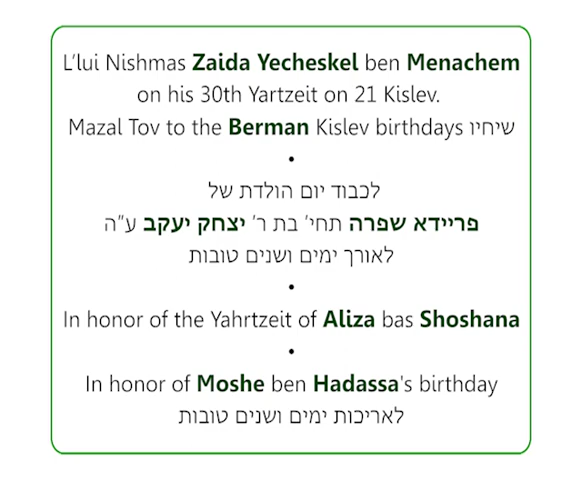 L'lui Nishmas Zaida Yecheskel ben Menachem
on his 30th Yartzeit on 21 Kislev.
Mazal Tov to the Berman Kislev birthdays שיחיו
•
לכבוד יום הולדת של
פריידא שפרה תחי' בת ר' יצחק יעקב ע"ה
לאורך ימים ושנים טובות
•
In honor of the Yahrtzeit of Aliza bas Shoshana
•
In honor of Moshe ben Hadassa's birthday
לאריכות ימים ושנים טובות